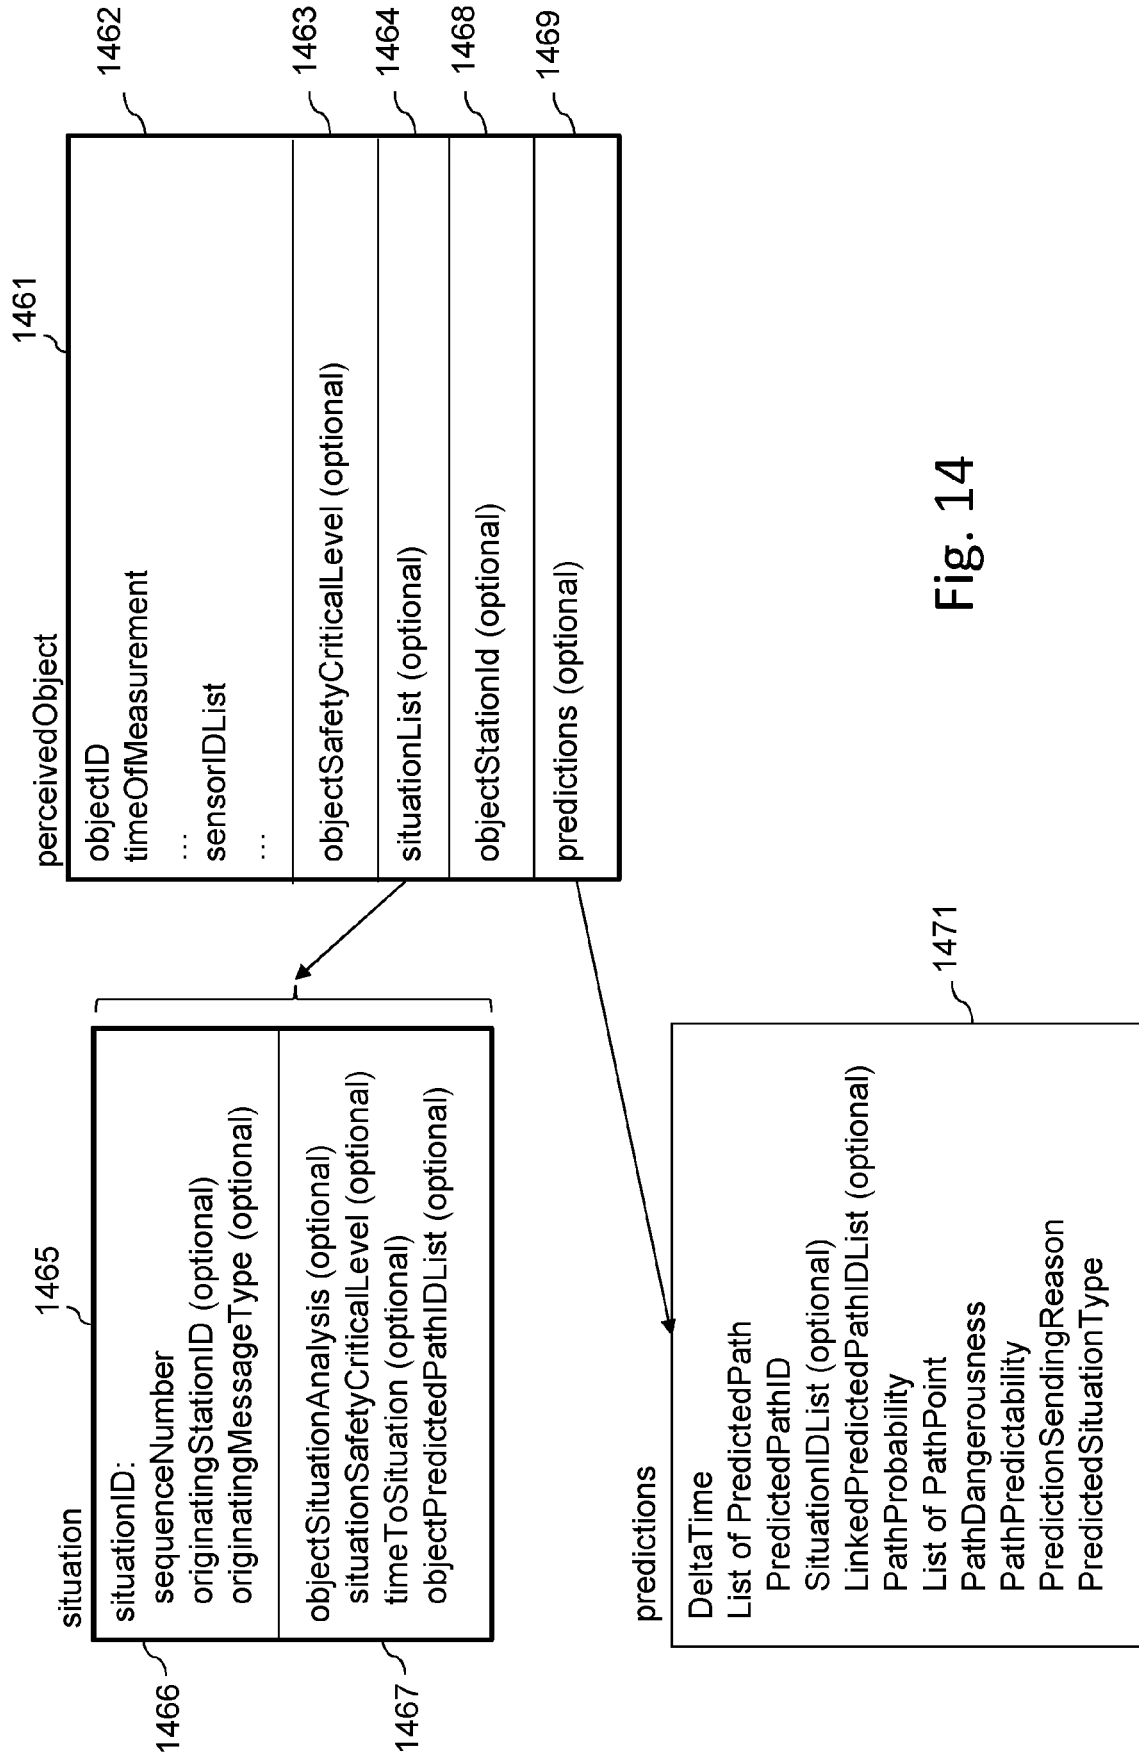 perceivedObject
1461
objectID
timeOfMeasurement
...
sensorIDList
...
1462
objectSafetyCriticalLevel (optional)
1463
situationList (optional)
1464
objectStationId (optional)
1468
predictions (optional)
1469
situation
1465
situationID:
sequenceNumber
originatingStationID (optional)
originatingMessageType (optional)
1466
objectSituationAnalysis (optional)
situationSafetyCriticalLevel (optional)
timeToSituation (optional)
objectPredictedPathIDList (optional)
1467
predictions
1471
DeltaTime
List of PredictedPath
PredictedPathID
SituationIDList (optional)
LinkedPredictedPathIDList (optional)
PathProbability
List of PathPoint
PathDangerousness
PathPredictability
PredictionSendingReason
PredictedSituationType
Fig. 14